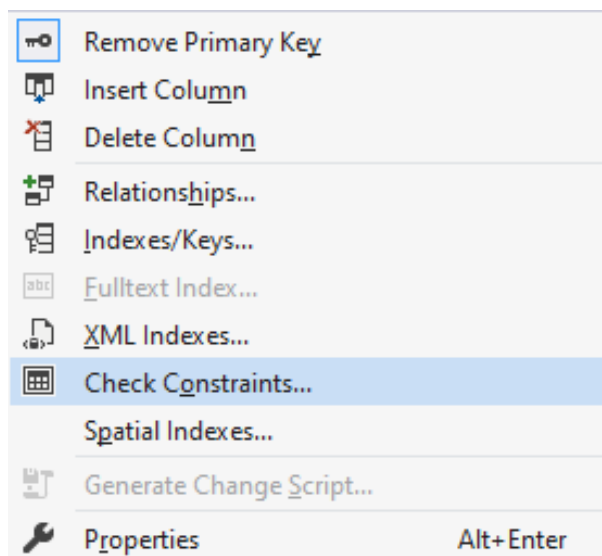 Remove Primary Key
Insert Column
Delete Column
Relationships...
Indexes/Keys...
abc Fulltext Index...
XML Indexes...
Check Constraints...
Spatial Indexes...
Generate Change Script...
Properties Alt+Enter